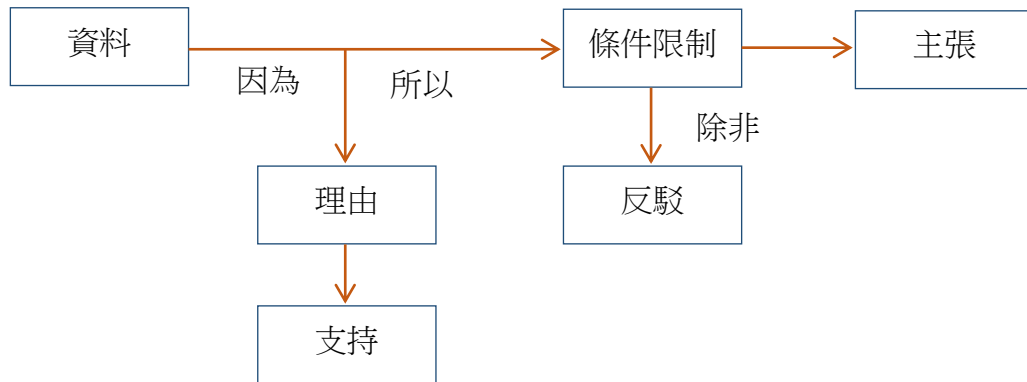 資料
條件限制
主張
因為
所以
除非
理由
反駁
支持